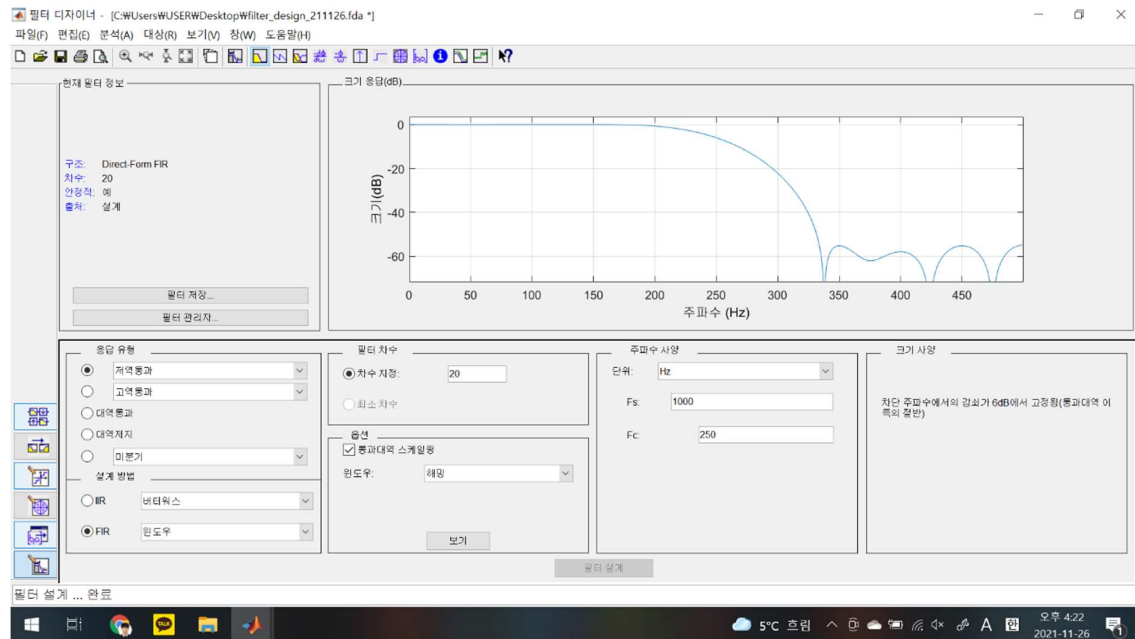 필터 디자이너 - [C:₩Users₩USER₩Desktop₩filter_design_211126.fda *]
파일(F) 편집(E) 분석(A) 대상(R) 보기(V) 창(W) 도움말(H)
현재 필터 정보
구조: Direct-Form FIR
차수: 20
안정적: 예
출처: 설계
필터 저장...
필터 관리자...
크기 응답(dB)
크기(dB)
0
-20
-40
-60
0 50 100 150 200 250 300 350 400 450
주파수 (Hz)
응답 유형
저역통과
고역통과
대역통과
대역저지
미분기
설계 방법
IIR 버터워스
FIR 윈도우
필터 차수
차수 지정: 20
최소 차수
옵션
통과대역 스케일링
윈도우: 해밍
보기
주파수 사양
단위: Hz
Fs: 1000
Fc: 250
크기 사양
차단 주파수에서의 감쇠가 6dB에서 고정됨(통과대역 이
득의 절반)
필터 설계
필터 설계 ... 완료
TALK
5°C 흐림 A 한 오후 4:22
2021-11-26
1